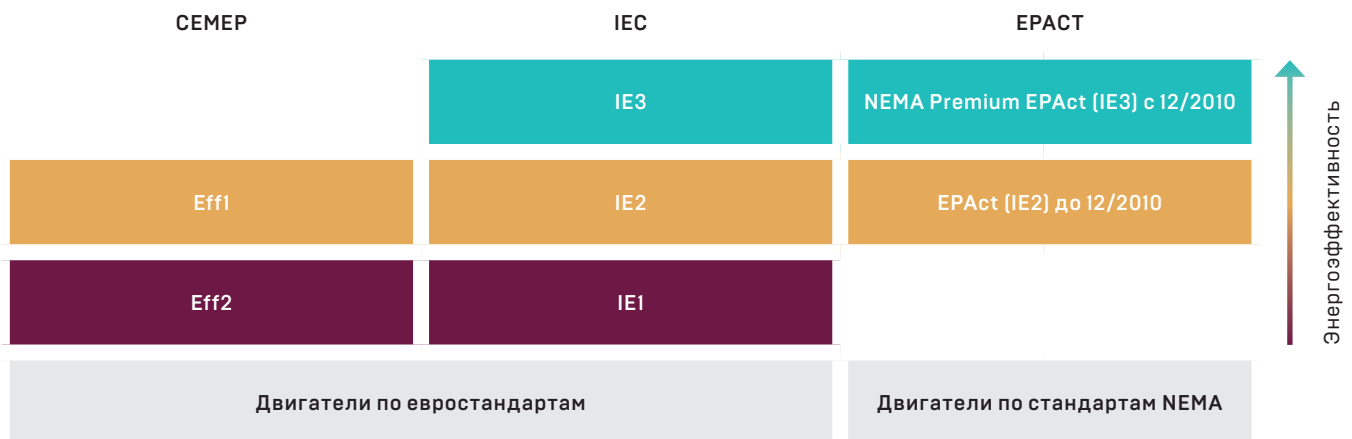 CEMEP
IEC
EPACT
IE3
NEMA Premium EPAct (IE3) с 12/2010
Eff1
IE2
EPAct (IE2) до 12/2010
Eff2
IE1
Двигатели по евростандартам
Двигатели по стандартам NEMA
Энергоэффективность